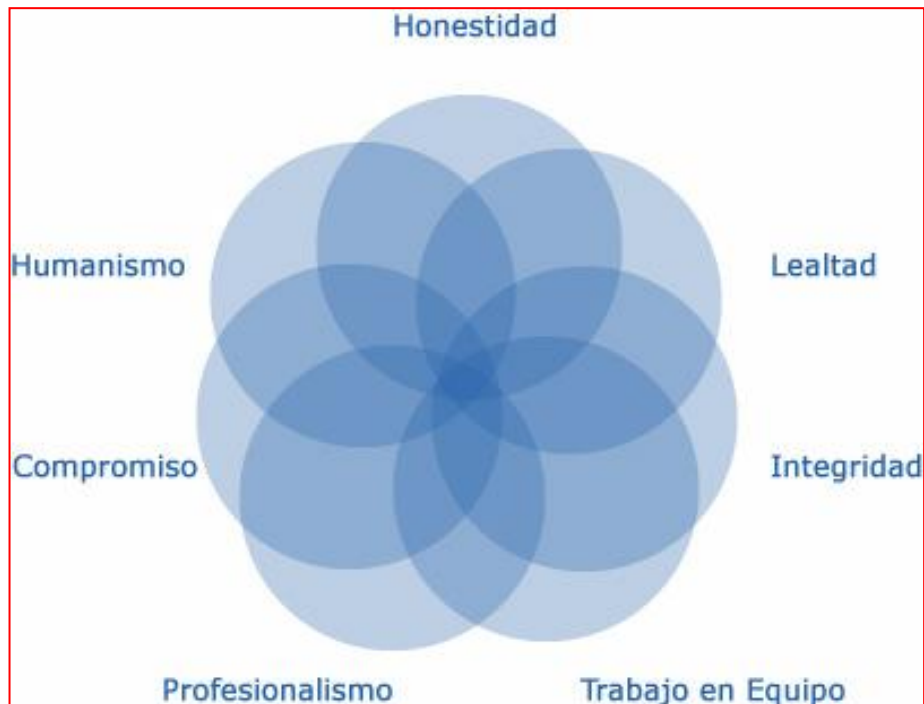 Honestidad
Humanismo
Lealtad
Compromiso
Integridad
Profesionalismo
Trabajo en Equipo